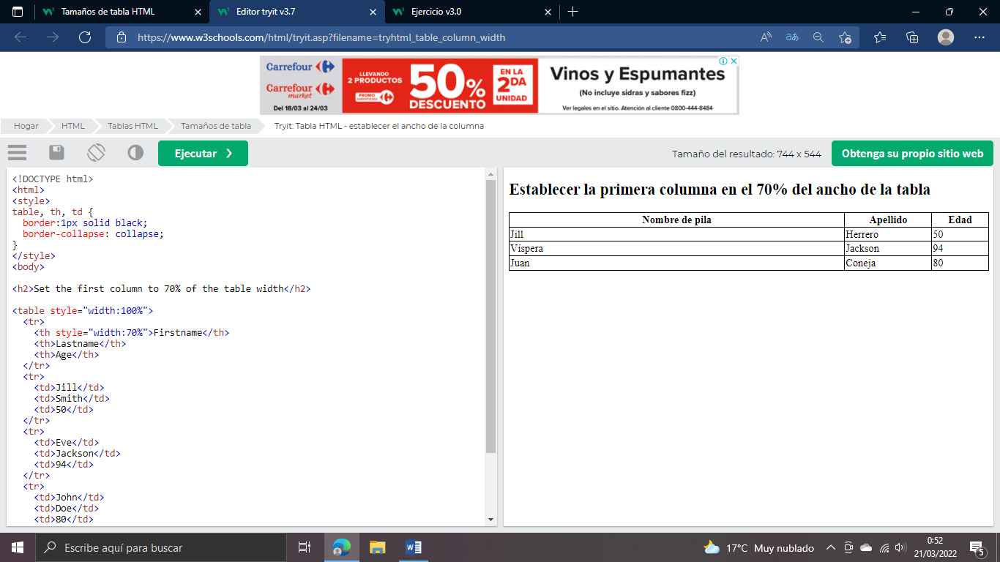 Tamaños de tabla HTML
Editor tryit v3.7
Ejercicio v3.0
https://www.w3schools.com/html/tryit.asp?filename=tryhtml_table_column_width
Carrefour
Carrefour
market
Del 18/03 al 24/03
LLEVANDO
2 PRODUCTOS
PROMO
50%
DESCUENTO
EN LA
2DA
UNIDAD
Vinos y Espumantes
(No incluye sidras y sabores fizz)
Ver legales en el sitio. Atención al cliente 0800-444-8484
Hogar
HTML
Tablas HTML
Tamaños de tabla
Tryit: Tabla HTML - establecer el ancho de la columna
Ejecutar ❯
Tamaño del resultado: 744 x 544
Obtenga su propio sitio web
<!DOCTYPE html>
<html>
<style>
table, th, td {
  border:1px solid black;
  border-collapse: collapse;
}
</style>
<body>
<h2>Set the first column to 70% of the table width</h2>
<table style="width:100%">
  <tr>
    <th style="width:70%">Firstname</th>
    <th>Lastname</th>
    <th>Age</th>
  </tr>
  <tr>
    <td>Jill</td>
    <td>Smith</td>
    <td>50</td>
  </tr>
  <tr>
    <td>Eve</td>
    <td>Jackson</td>
    <td>94</td>
  </tr>
  <tr>
    <td>John</td>
    <td>Doe</td>
    <td>80</td>
Establecer la primera columna en el 70% del ancho de la tabla
Nombre de pila Apellido Edad
Jill Herrero 50
Víspera Jackson 94
Juan Coneja 80
Escribe aquí para buscar
17°C Muy nublado
0:52
21/03/2022
5